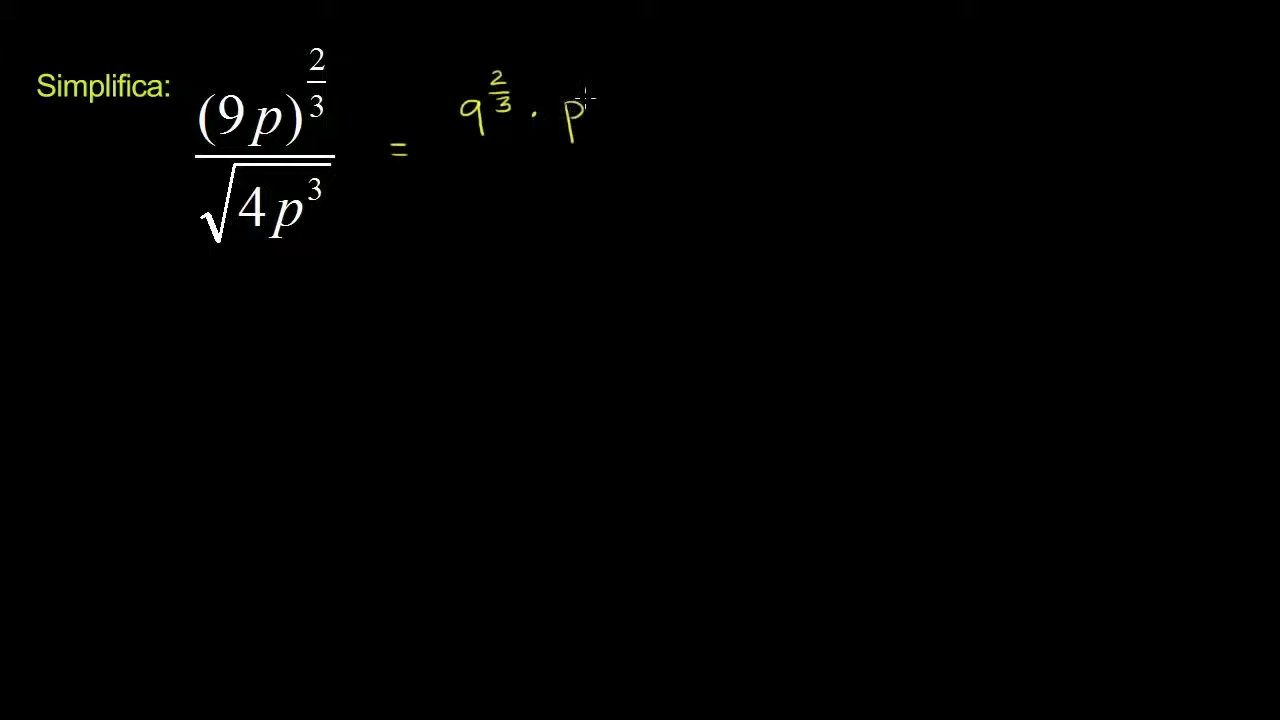 Simplifica: (9p)^{2/3} / √(4p^3) = 9^{2/3} · p